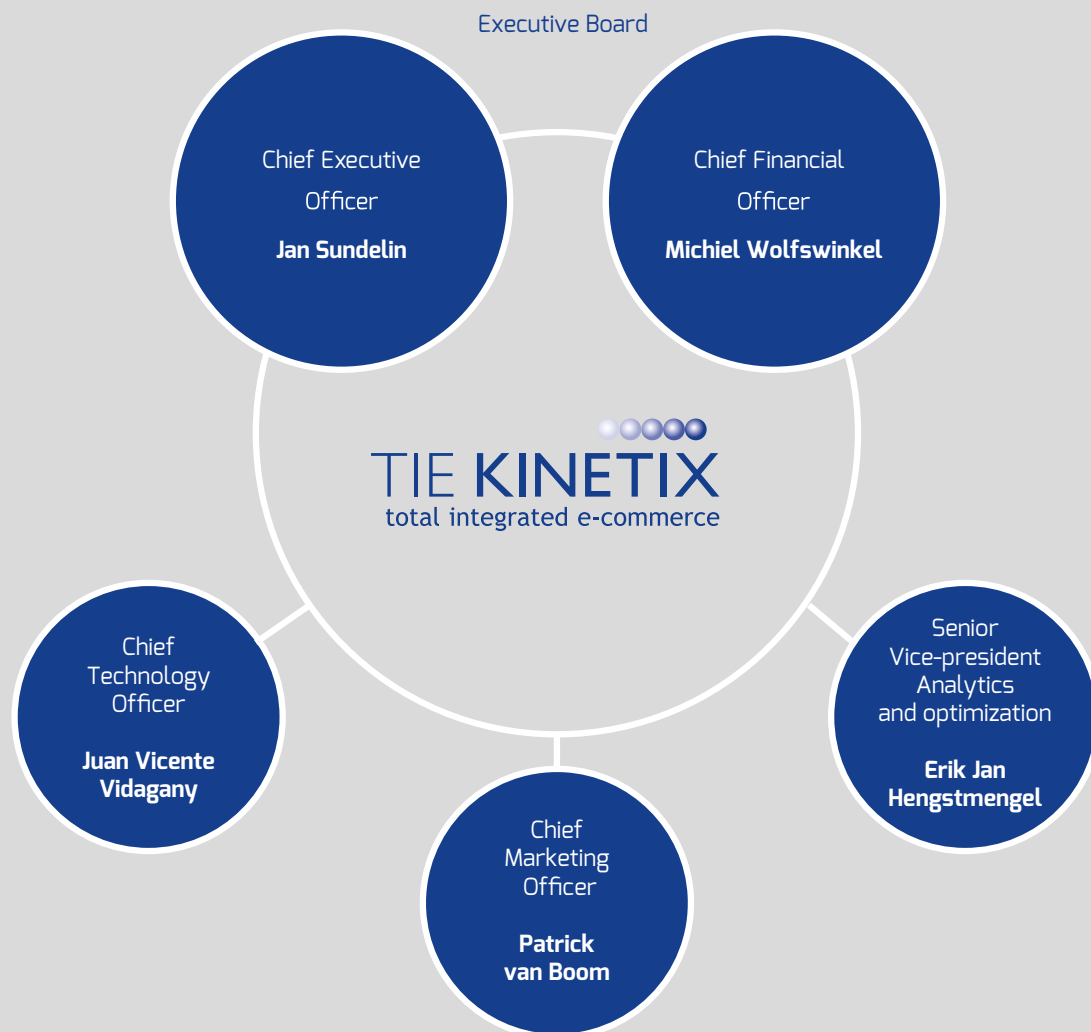 Executive Board
Chief Executive
Officer
Jan Sundelin
Chief Financial
Officer
Michiel Wolfswinkel
TIE KINETIX
total integrated e-commerce
Chief
Technology
Officer
Juan Vicente
Vidagany
Chief
Marketing
Officer
Patrick
van Boom
Senior
Vice-president
Analytics
and optimization
Erik Jan
Hengstmengel